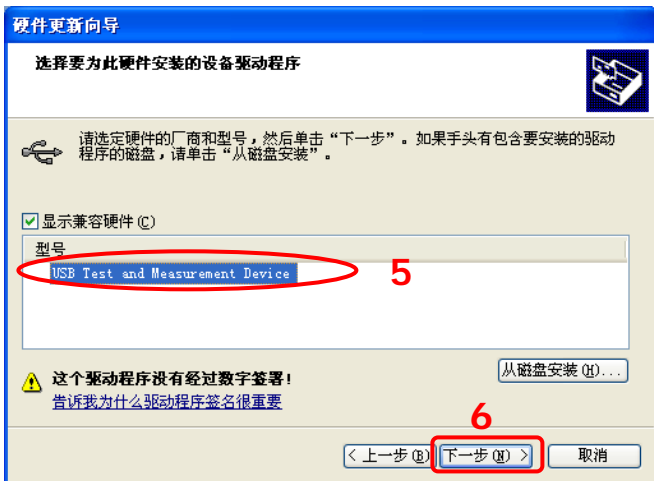 硬件更新向导
选择要为此硬件安装的设备驱动程序
请选定硬件的厂商和型号，然后单击“下一步”。如果手头有包含要安装的驱动
程序的磁盘，请单击“从磁盘安装”。
显示兼容硬件(C)
型号
USB Test and Measurement Device
5
这个驱动程序没有经过数字签署!
从磁盘安装(H)...
告诉我为什么驱动程序签名很重要
6
< 上一步(B)
下一步(N) >
取消